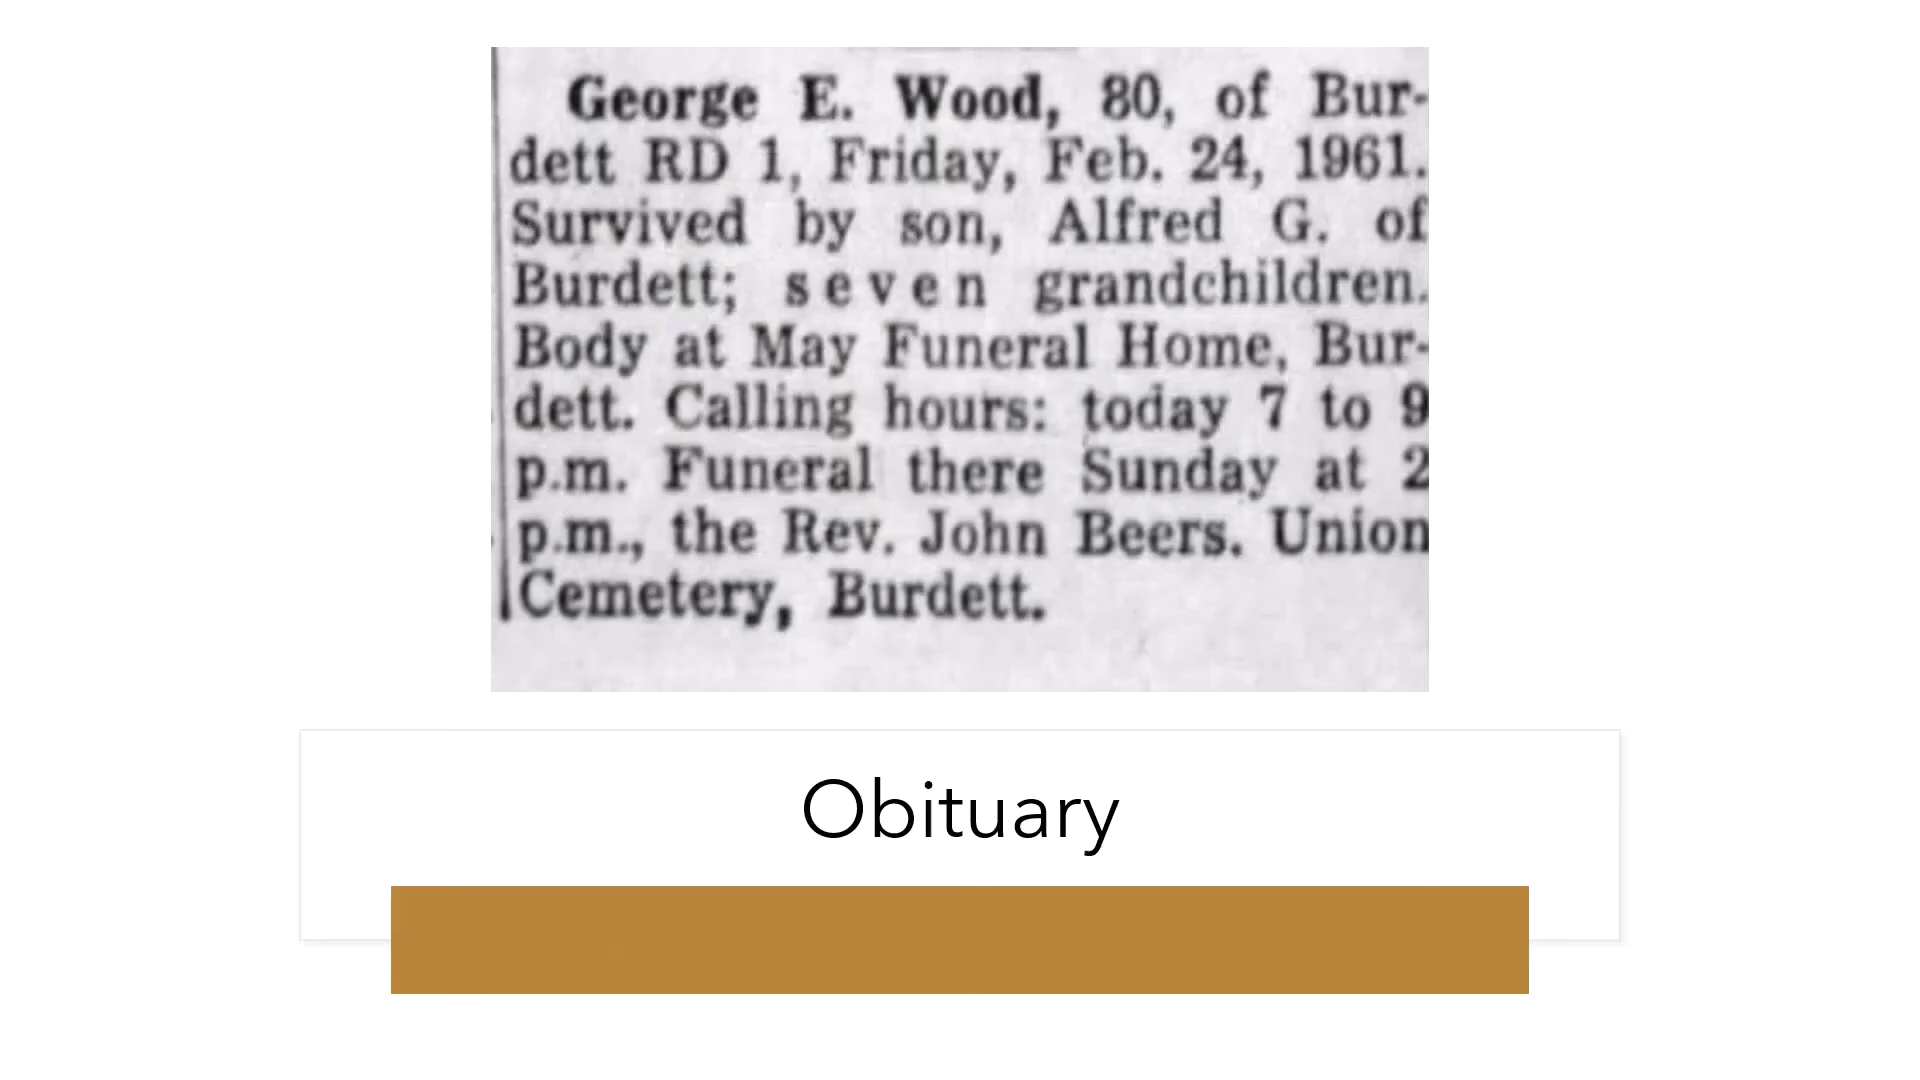 George E. Wood, 80, of Bur-
dett RD 1, Friday, Feb. 24, 1961.
Survived by son, Alfred G. of
Burdett; seven grandchildren.
Body at May Funeral Home, Bur-
dett. Calling hours: today 7 to 9
p.m. Funeral there Sunday at 2
p.m., the Rev. John Beers. Union
Cemetery, Burdett.
Obituary